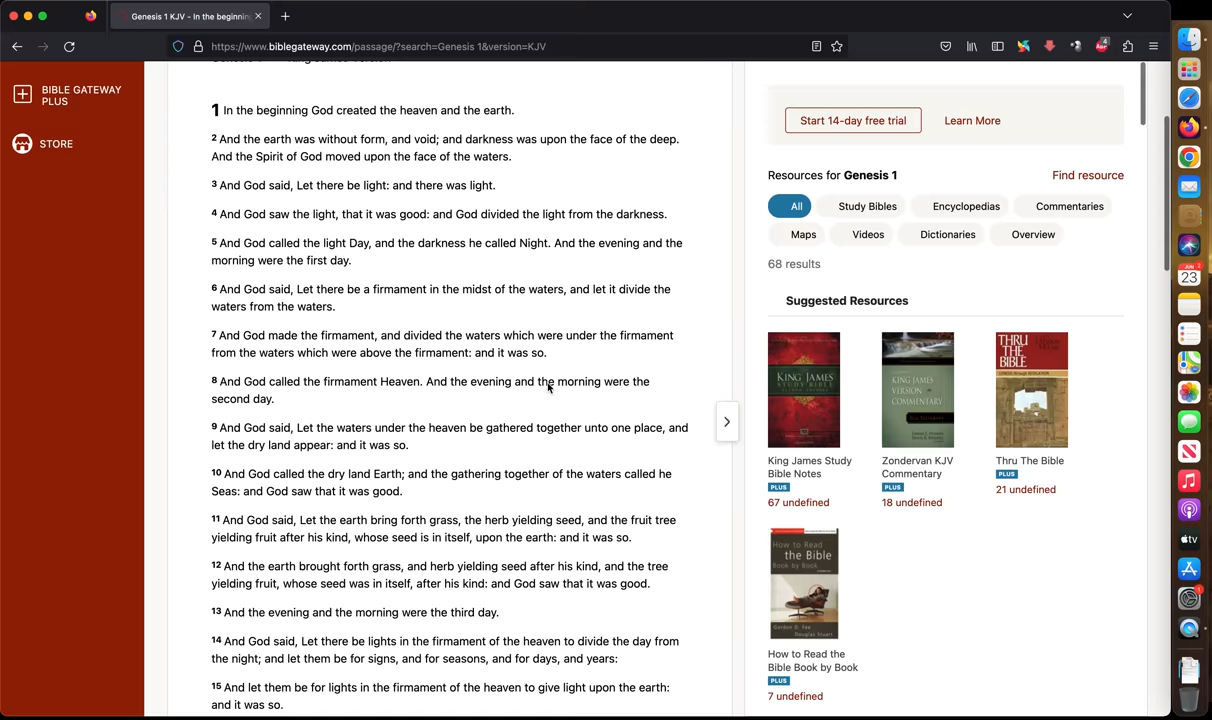 Genesis 1 KJV - In the beginning
https://www.biblegateway.com/passage/?search=Genesis 1&version=KJV
4
BIBLE GATEWAY
PLUS
STORE
1 In the beginning God created the heaven and the earth.
2 And the earth was without form, and void; and darkness was upon the face of the deep.
And the Spirit of God moved upon the face of the waters.
3 And God said, Let there be light: and there was light.
4 And God saw the light, that it was good: and God divided the light from the darkness.
5 And God called the light Day, and the darkness he called Night. And the evening and the
morning were the first day.
6 And God said, Let there be a firmament in the midst of the waters, and let it divide the
waters from the waters.
7 And God made the firmament, and divided the waters which were under the firmament
from the waters which were above the firmament: and it was so.
8 And God called the firmament Heaven. And the evening and the morning were the
second day.
9 And God said, Let the waters under the heaven be gathered together unto one place, and
let the dry land appear: and it was so.
10 And God called the dry land Earth; and the gathering together of the waters called he
Seas: and God saw that it was good.
11 And God said, Let the earth bring forth grass, the herb yielding seed, and the fruit tree
yielding fruit after his kind, whose seed is in itself, upon the earth: and it was so.
12 And the earth brought forth grass, and herb yielding seed after his kind, and the tree
yielding fruit, whose seed was in itself, after his kind: and God saw that it was good.
13 And the evening and the morning were the third day.
14 And God said, Let there be lights in the firmament of the heaven to divide the day from
the night; and let them be for signs, and for seasons, and for days, and years:
15 And let them be for lights in the firmament of the heaven to give light upon the earth:
and it was so.
Start 14-day free trial
Learn More
Resources for Genesis 1
Find resource
All
Study Bibles
Encyclopedias
Commentaries
Maps
Videos
Dictionaries
Overview
68 results
Suggested Resources
KING JAMES
STUDY BIBLE
KING JAMES
VERSION
COMMENTARY
THRU
THE
BIBLE
King James Study
Bible Notes
PLUS
67 undefined
Zondervan KJV
Commentary
PLUS
18 undefined
Thru The Bible
PLUS
21 undefined
How to Read
the Bible
Book by Book
Gordon D. Fee
Douglas Stuart
How to Read the
Bible Book by Book
PLUS
7 undefined
JUN
2
23
tv
1